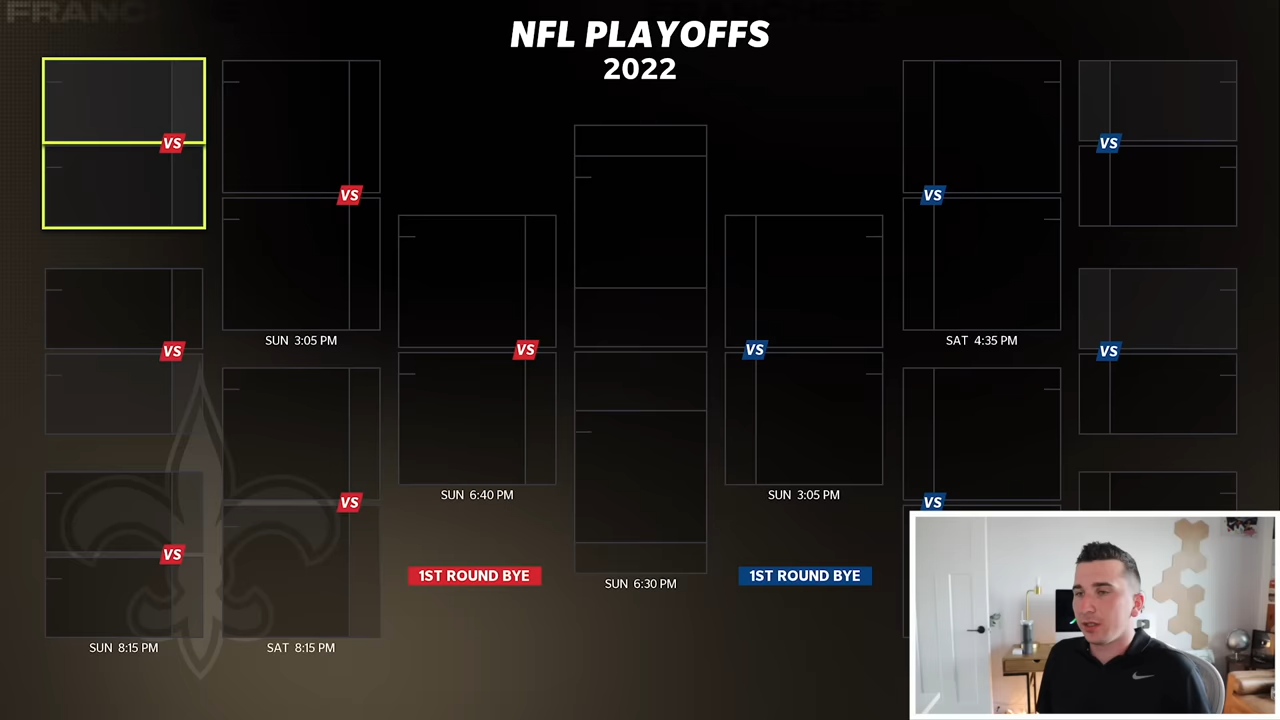 FRANCHISE
NFL PLAYOFFS
2022
VS
VS
VS
VS
SUN 3:05 PM
SAT 4:35 PM
VS
VS
VS
VS
SUN 6:40 PM
SUN 3:05 PM
VS
VS
VS
1ST ROUND BYE
1ST ROUND BYE
SUN 6:30 PM
SUN 8:15 PM
SAT 8:15 PM